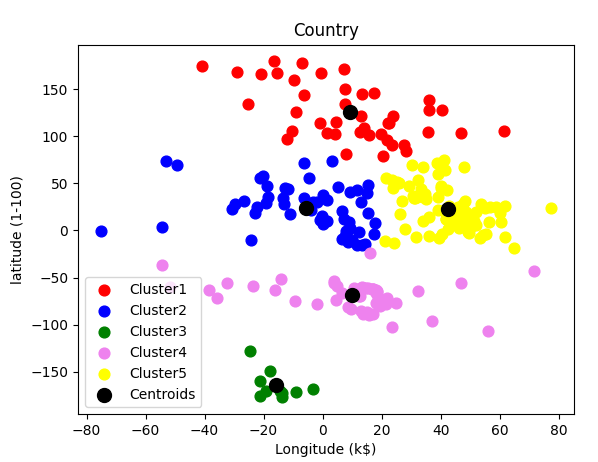 Country
150
100
50
0
−50
−100
−150
latitude (1-100)
Cluster1
Cluster2
Cluster3
Cluster4
Cluster5
Centroids
−80 −60 −40 −20 0 20 40 60 80
Longitude (k$)